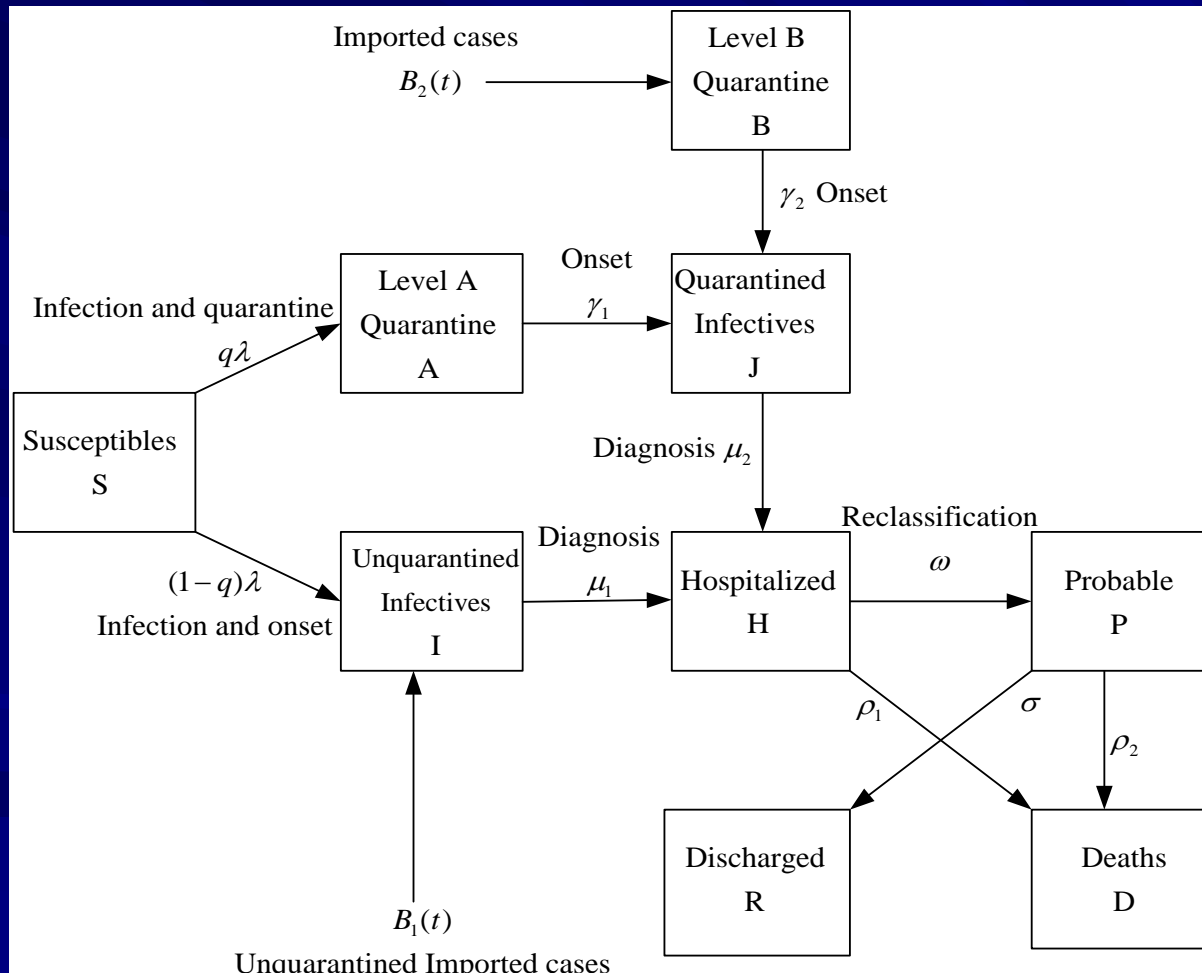 Imported cases
B₂(t)
Level B
Quarantine
B
γ₂ Onset
Infection and quarantine
qλ
Level A
Quarantine
A
Onset
γ₁
Quarantined
Infectives
J
Susceptibles
S
Diagnosis μ₂
(1−q)λ
Infection and onset
Unquarantined
Infectives
I
Diagnosis
μ₁
Hospitalized
H
Reclassification
ω
Probable
P
ρ₁
σ
ρ₂
Discharged
R
Deaths
D
B₁(t)
Unquarantined Imported cases